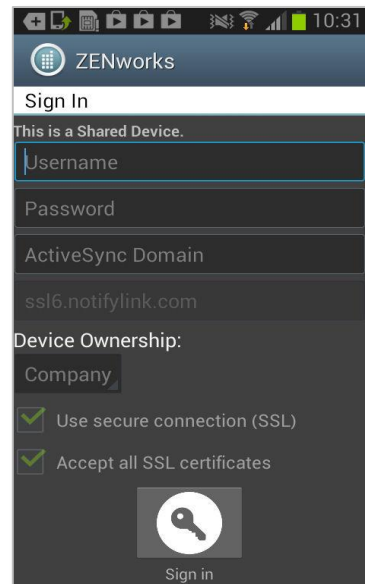 10:31
ZENworks
Sign In
This is a Shared Device.
Username
Password
ActiveSync Domain
ssl6.notifylink.com
Device Ownership:
Company
Use secure connection (SSL)
Accept all SSL certificates
Sign in